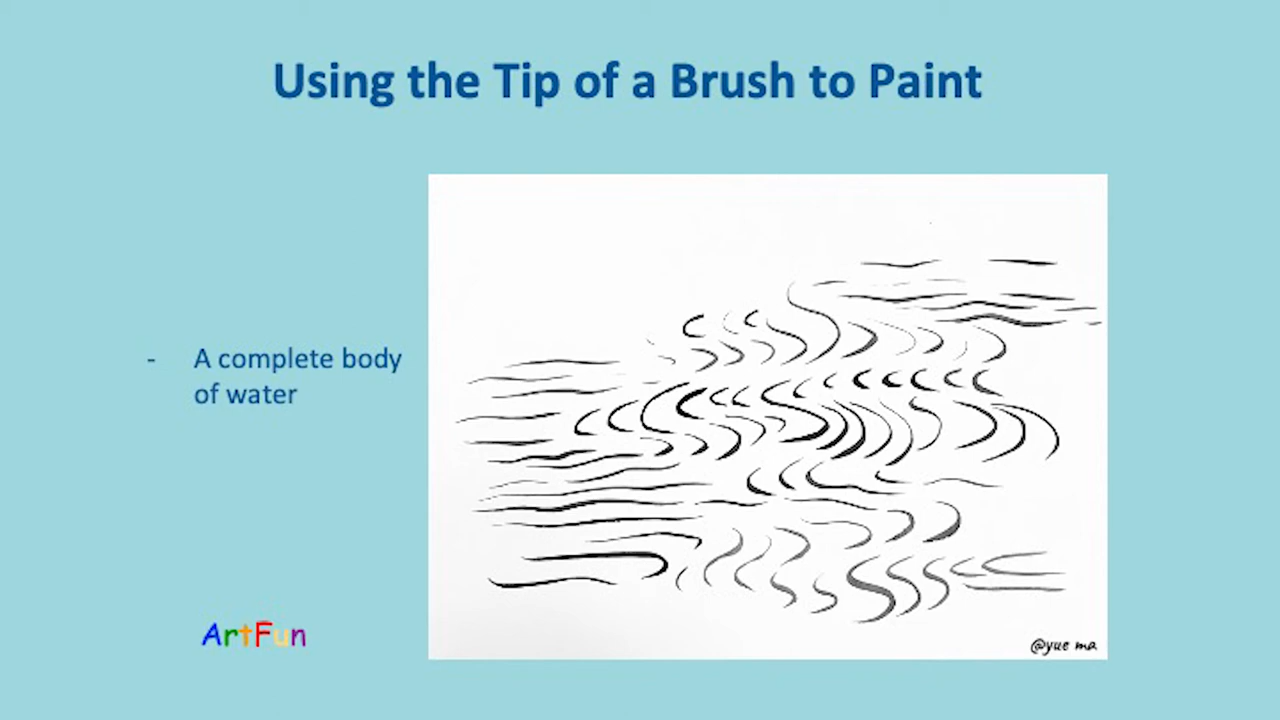 Using the Tip of a Brush to Paint
- A complete body
of water
ArtFun
@yue ma